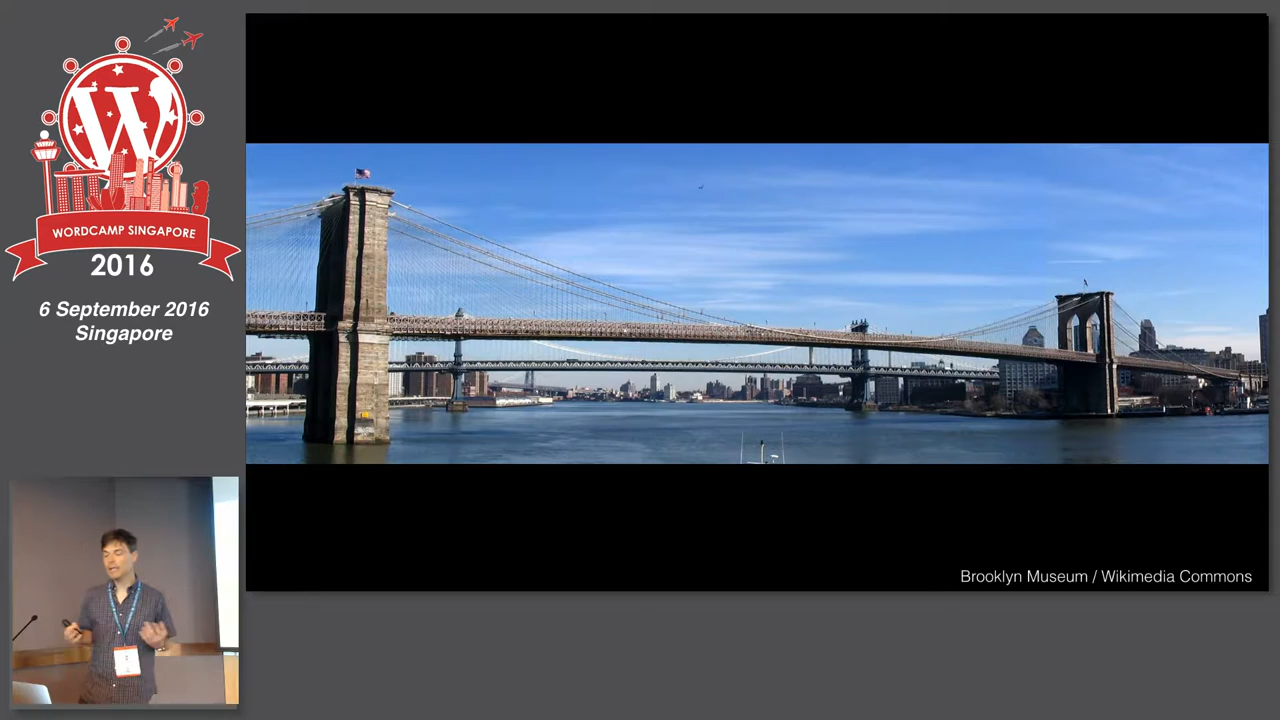 W
WORDCAMP SINGAPORE
2016
6 September 2016
Singapore
Brooklyn Museum / Wikimedia Commons